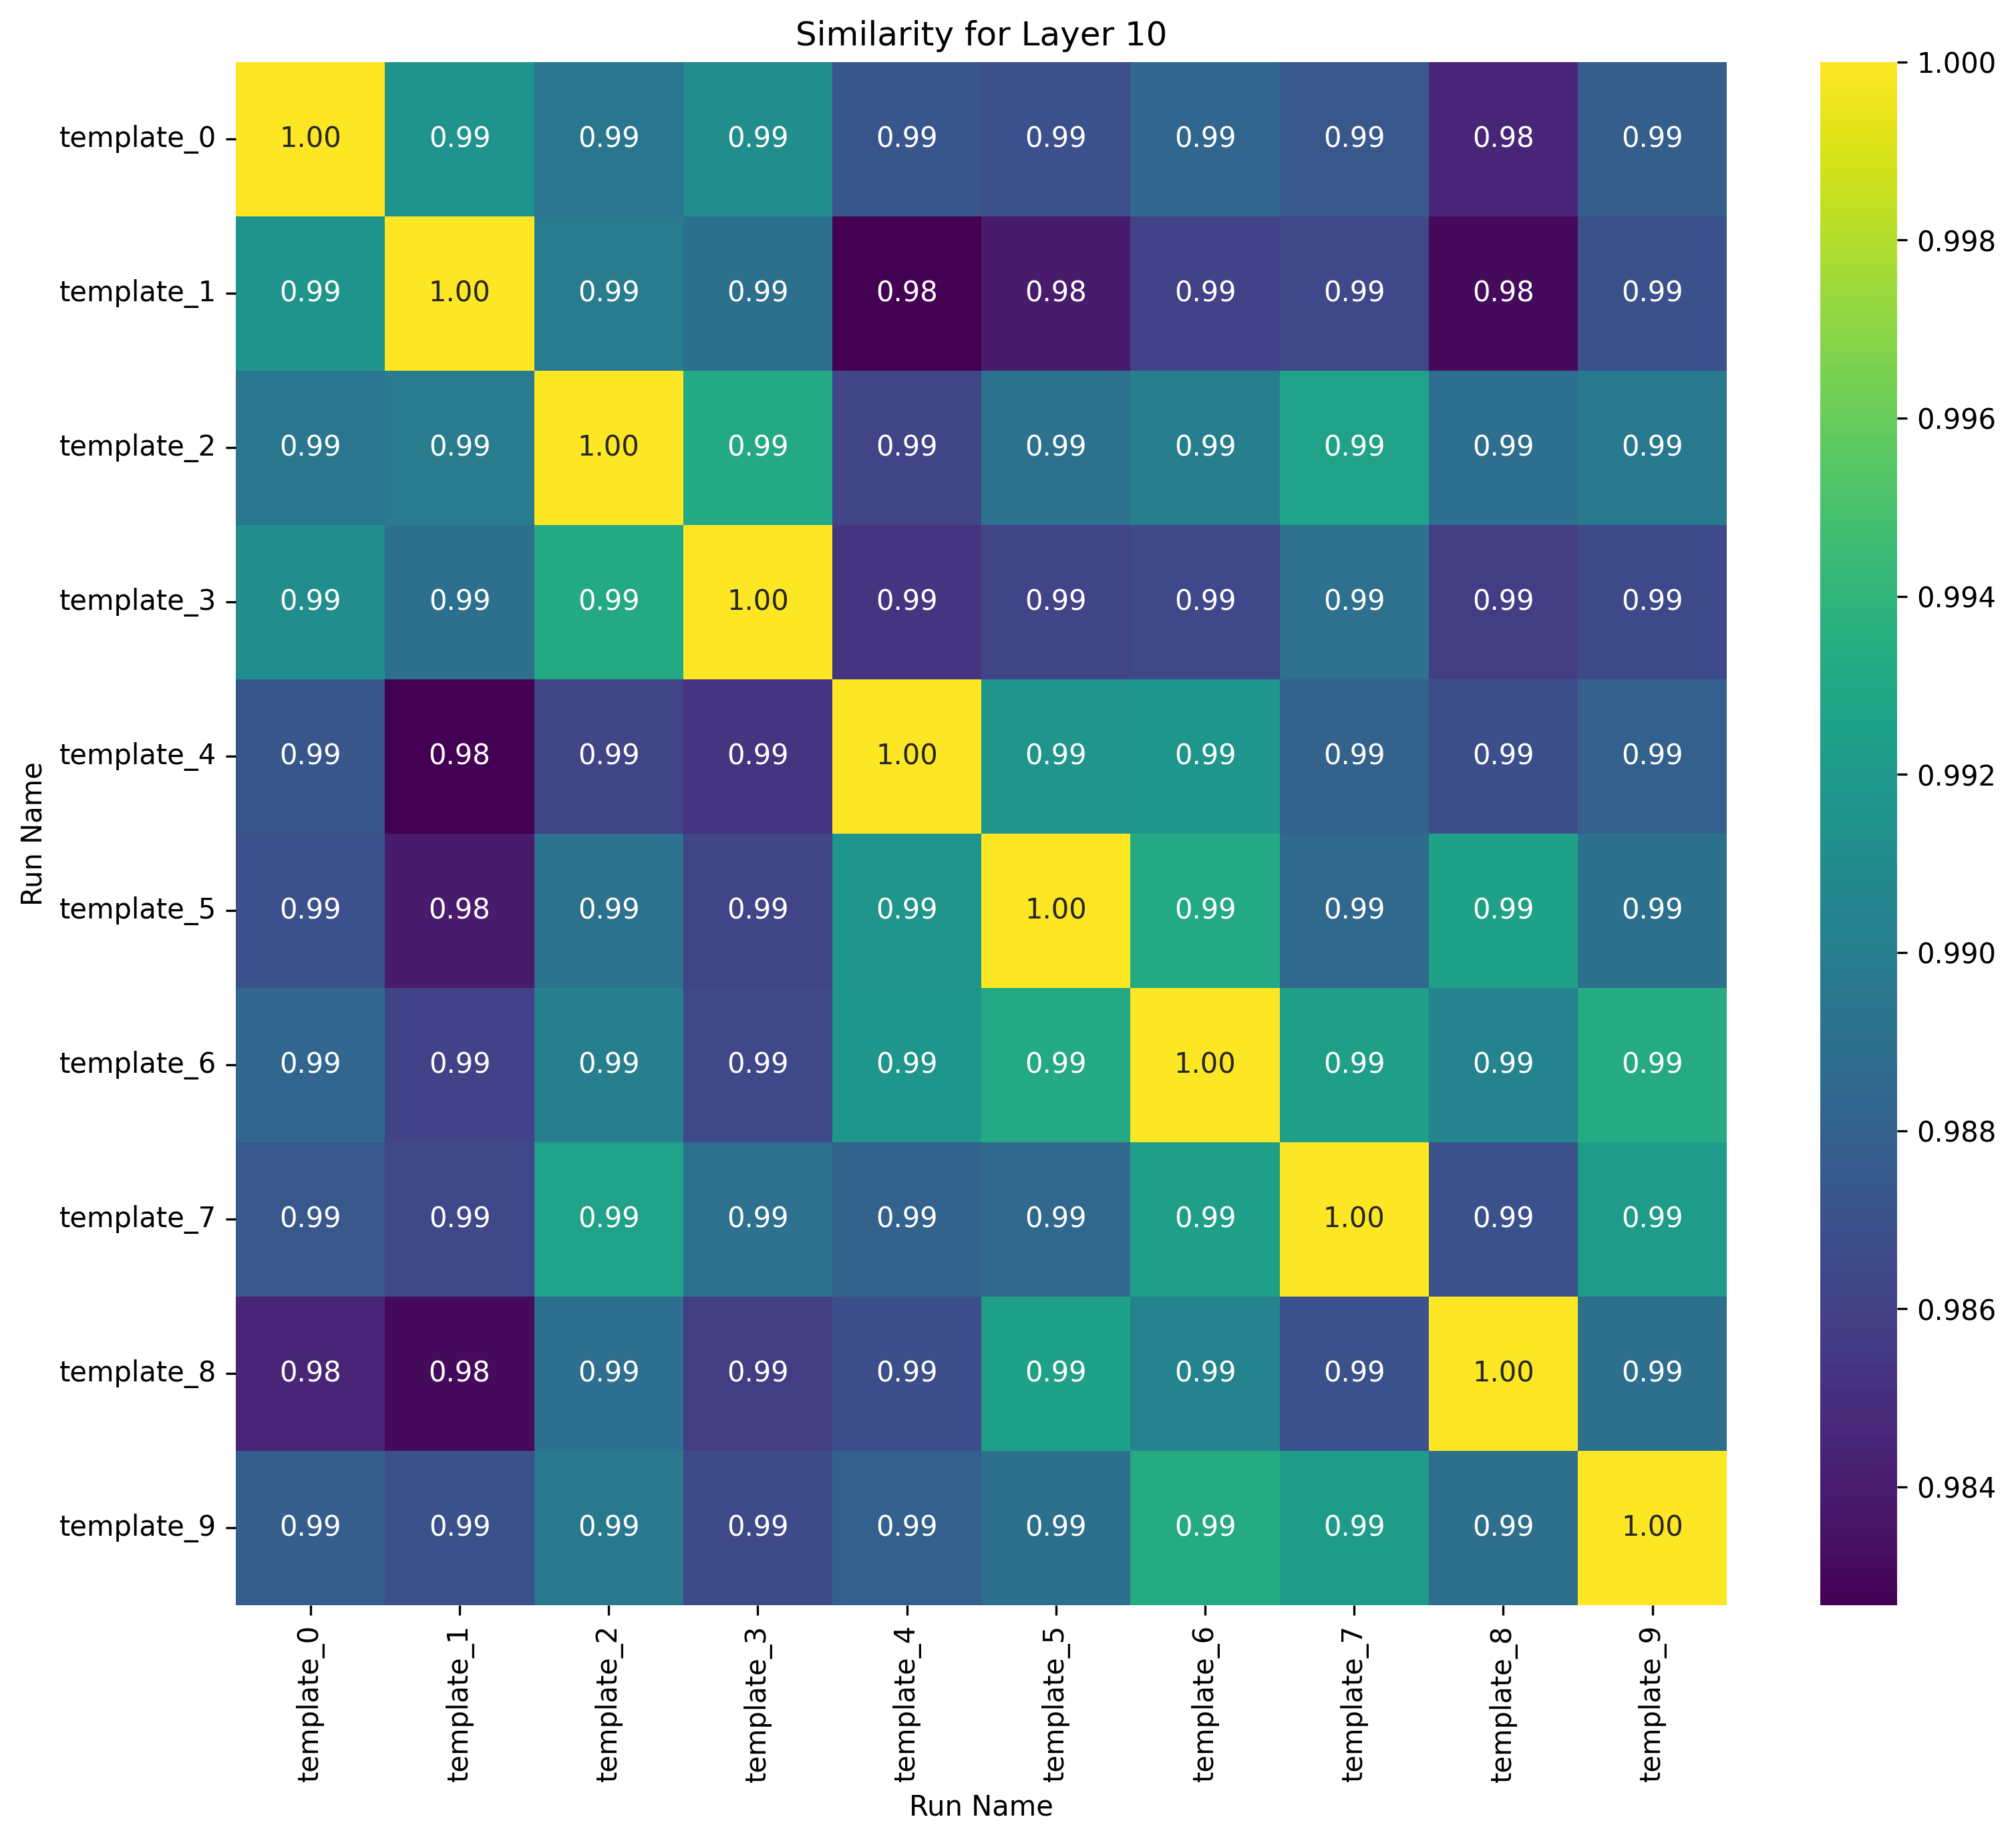 Similarity for Layer 10
template_0 1.00 0.99 0.99 0.99 0.99 0.99 0.99 0.99 0.98 0.99
template_1 0.99 1.00 0.99 0.99 0.98 0.98 0.99 0.99 0.98 0.99
template_2 0.99 0.99 1.00 0.99 0.99 0.99 0.99 0.99 0.99 0.99
template_3 0.99 0.99 0.99 1.00 0.99 0.99 0.99 0.99 0.99 0.99
template_4 0.99 0.98 0.99 0.99 1.00 0.99 0.99 0.99 0.99 0.99
template_5 0.99 0.98 0.99 0.99 0.99 1.00 0.99 0.99 0.99 0.99
template_6 0.99 0.99 0.99 0.99 0.99 0.99 1.00 0.99 0.99 0.99
template_7 0.99 0.99 0.99 0.99 0.99 0.99 0.99 1.00 0.99 0.99
template_8 0.98 0.98 0.99 0.99 0.99 0.99 0.99 0.99 1.00 0.99
template_9 0.99 0.99 0.99 0.99 0.99 0.99 0.99 0.99 0.99 1.00
template_0 template_1 template_2 template_3 template_4 template_5 template_6 template_7 template_8 template_9
Run Name
Run Name
1.000
0.998
0.996
0.994
0.992
0.990
0.988
0.986
0.984